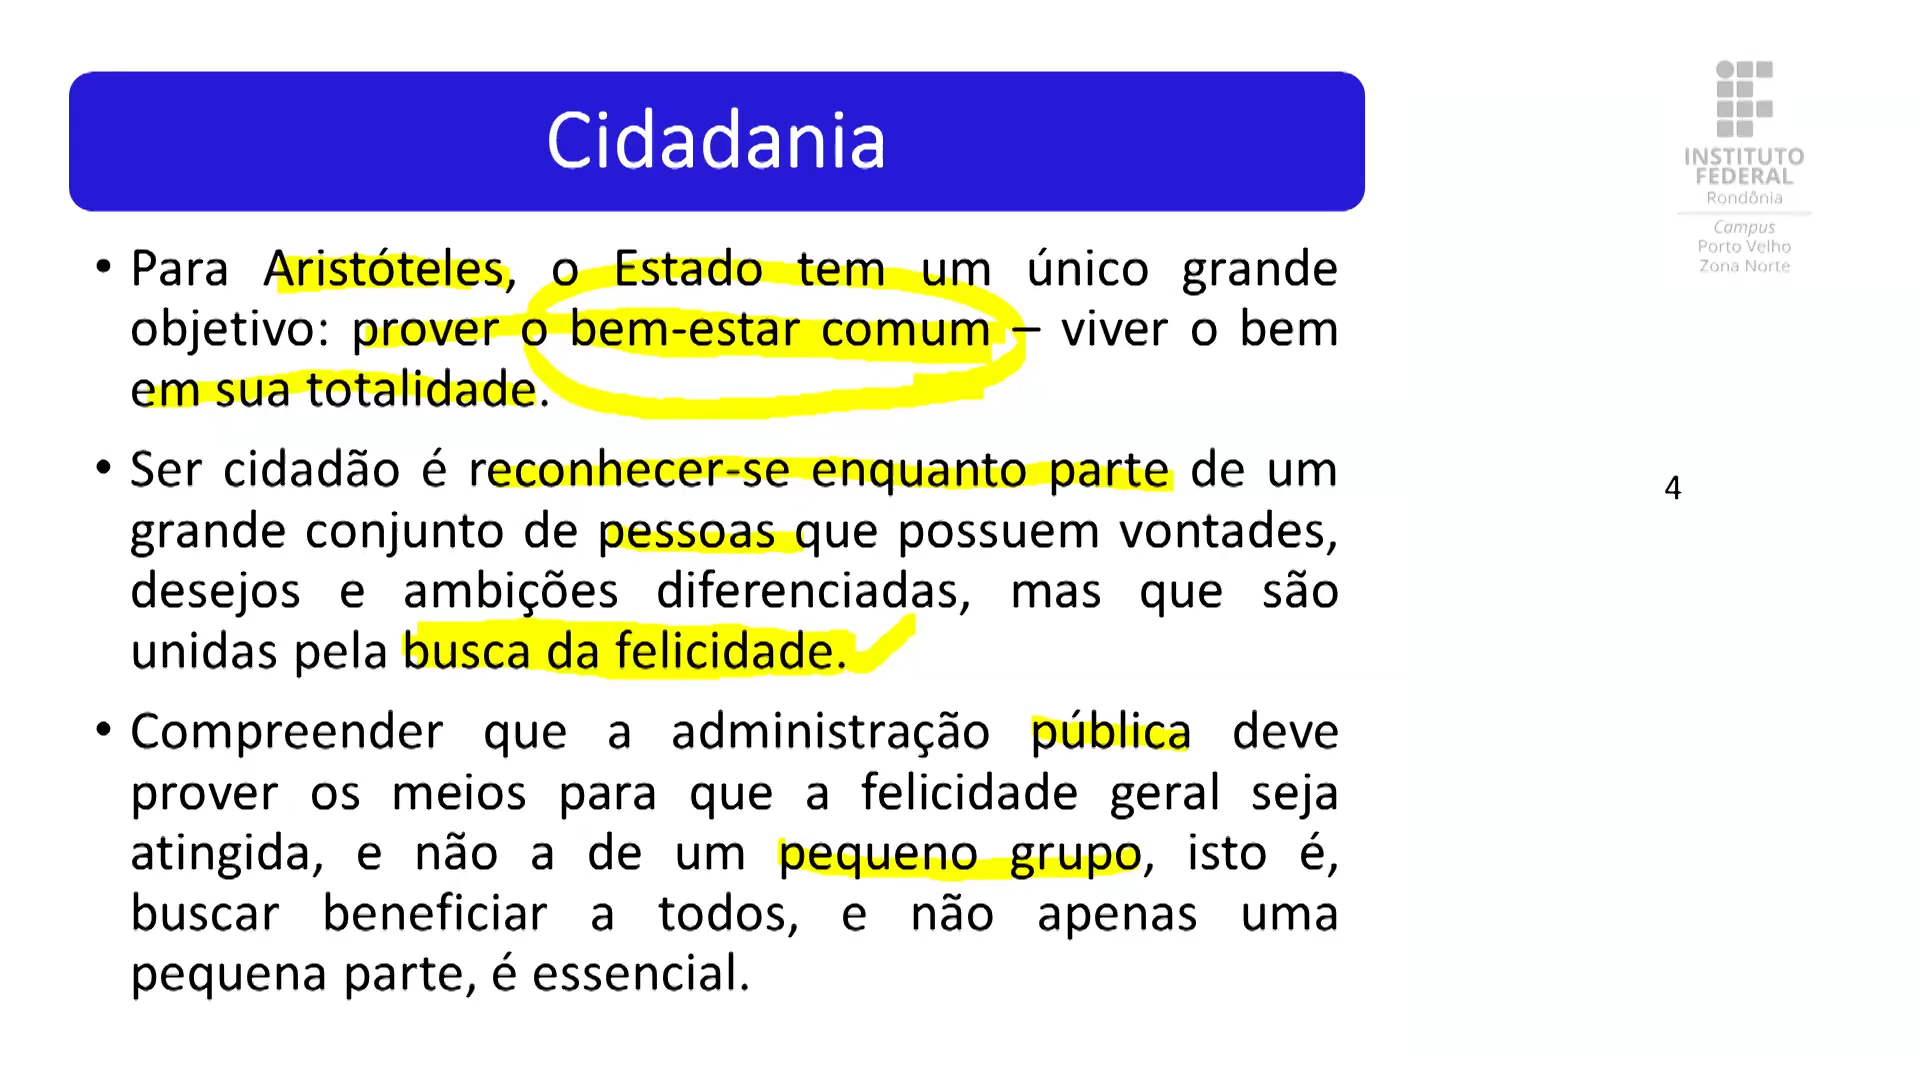 Cidadania
• Para Aristóteles, o Estado tem um único grande
objetivo: prover o bem-estar comum – viver o bem
em sua totalidade.
• Ser cidadão é reconhecer-se enquanto parte de um
grande conjunto de pessoas que possuem vontades,
desejos e ambições diferenciadas, mas que são
unidas pela busca da felicidade.
• Compreender que a administração pública deve
prover os meios para que a felicidade geral seja
atingida, e não a de um pequeno grupo, isto é,
buscar beneficiar a todos, e não apenas uma
pequena parte, é essencial.
INSTITUTO
FEDERAL
Rondônia
Campus
Porto Velho
Zona Norte
4